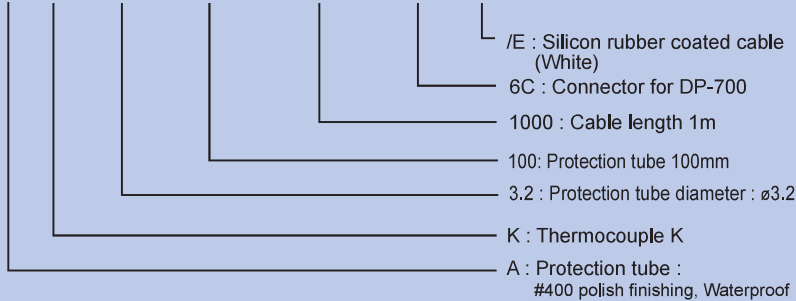 /E : Silicon rubber coated cable
(White)
6C : Connector for DP-700
1000 : Cable length 1m
100: Protection tube 100mm
3.2 : Protection tube diameter : ø3.2
K : Thermocouple K
A : Protection tube :
#400 polish finishing, Waterproof